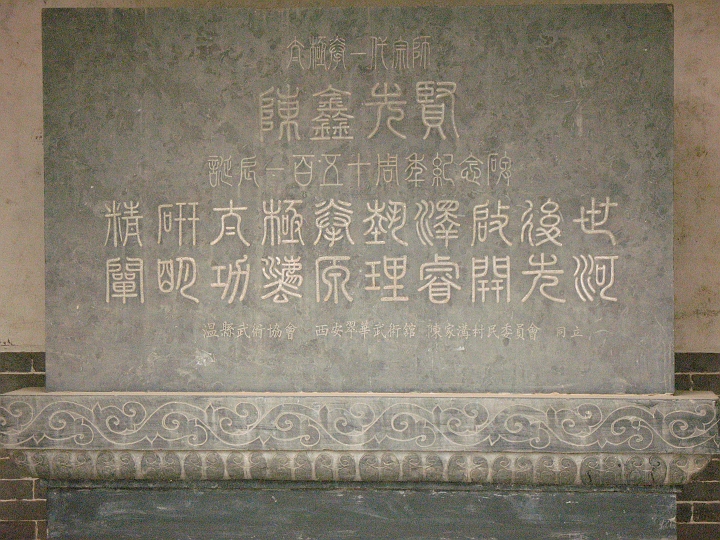 太極拳一代宗師
陳鑫先賢
誕辰一百五十周年紀念碑
精研太極拳藝澤啟後世
闡明功法原理睿開先河
温縣武術協會 西安翠華武術館 陳家溝村民委員會 同立